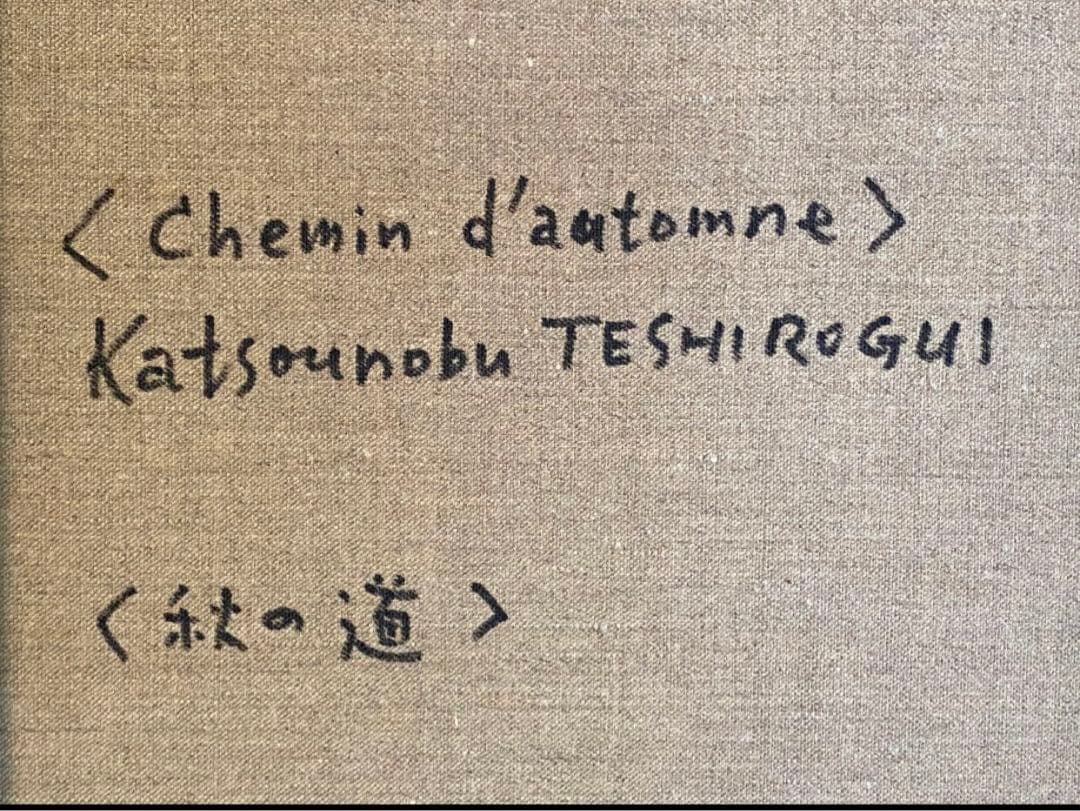 < Chemin d'automne >
Katsounobu TESHIROGUI
< 秋の道 >